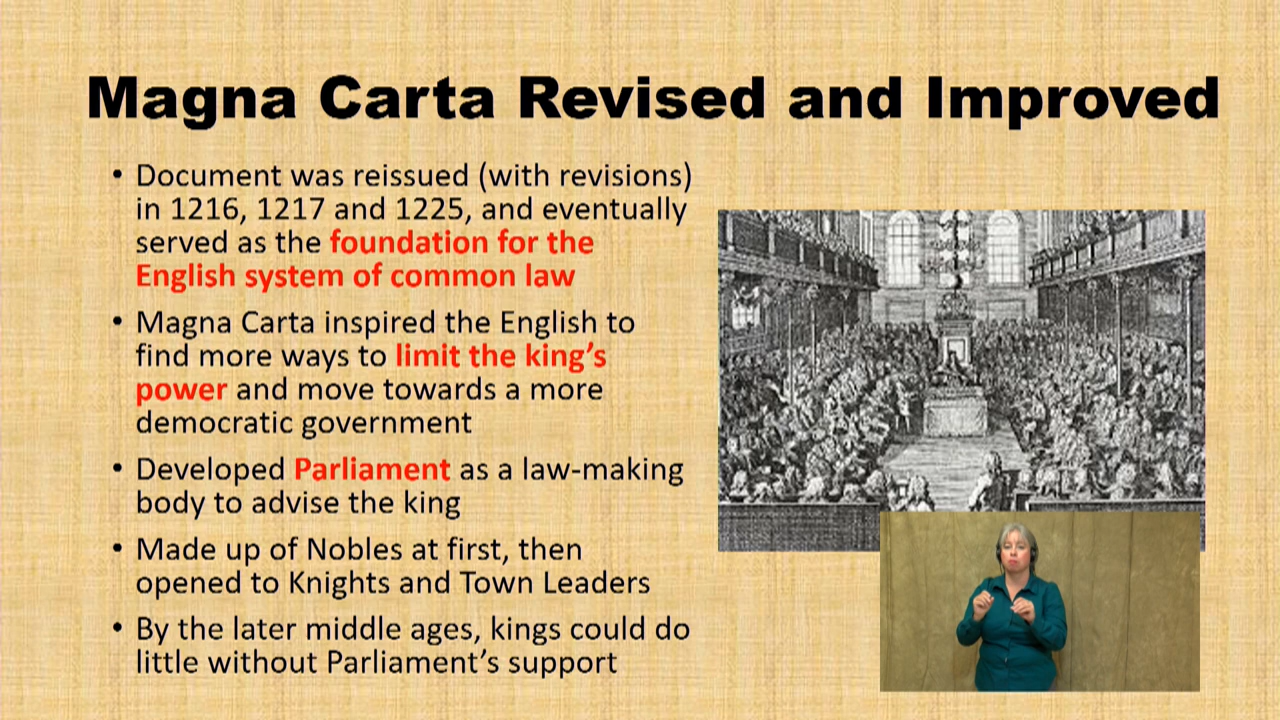 Magna Carta Revised and Improved
• Document was reissued (with revisions)
in 1216, 1217 and 1225, and eventually
served as the foundation for the
English system of common law
• Magna Carta inspired the English to
find more ways to limit the king's
power and move towards a more
democratic government
• Developed Parliament as a law-making
body to advise the king
• Made up of Nobles at first, then
opened to Knights and Town Leaders
• By the later middle ages, kings could do
little without Parliament's support